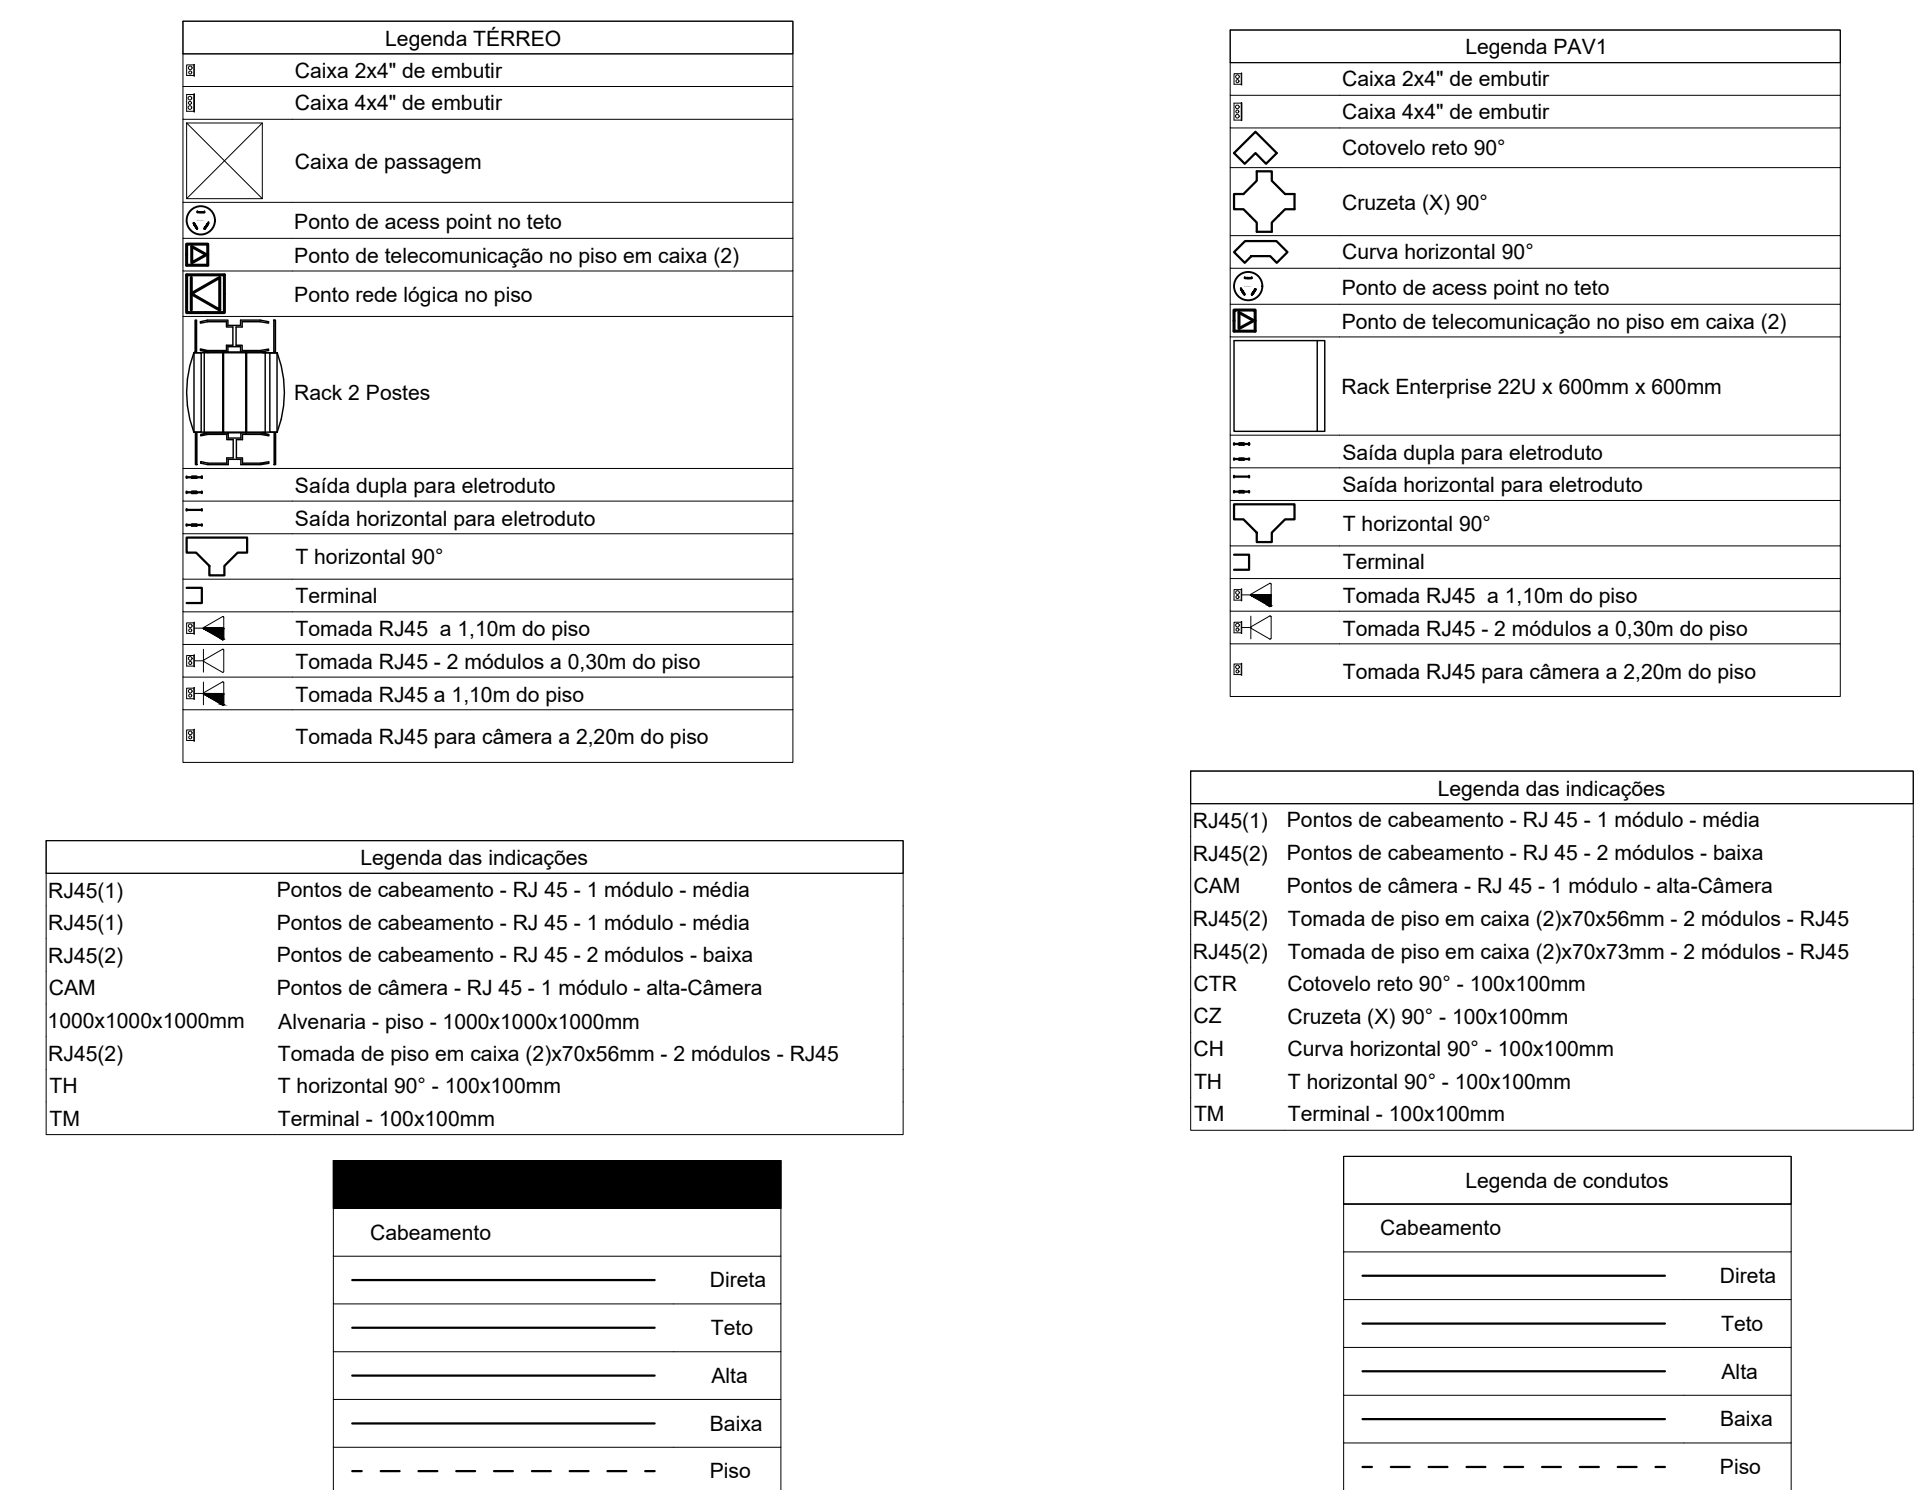 Legenda TÉRREO
Caixa 2x4" de embutir
Caixa 4x4" de embutir
Caixa de passagem
Ponto de acess point no teto
Ponto de telecomunicação no piso em caixa (2)
Ponto rede lógica no piso
Rack 2 Postes
Saída dupla para eletroduto
Saída horizontal para eletroduto
T horizontal 90°
Terminal
Tomada RJ45  a 1,10m do piso
Tomada RJ45 - 2 módulos a 0,30m do piso
Tomada RJ45 a 1,10m do piso
Tomada RJ45 para câmera a 2,20m do piso
Legenda das indicações
RJ45(1) Pontos de cabeamento - RJ 45 - 1 módulo - média
RJ45(1) Pontos de cabeamento - RJ 45 - 1 módulo - média
RJ45(2) Pontos de cabeamento - RJ 45 - 2 módulos - baixa
CAM Pontos de câmera - RJ 45 - 1 módulo - alta-Câmera
1000x1000x1000mm Alvenaria - piso - 1000x1000x1000mm
RJ45(2) Tomada de piso em caixa (2)x70x56mm - 2 módulos - RJ45
TH T horizontal 90° - 100x100mm
TM Terminal - 100x100mm
Cabeamento
Direta
Teto
Alta
Baixa
Piso
Legenda PAV1
Caixa 2x4" de embutir
Caixa 4x4" de embutir
Cotovelo reto 90°
Cruzeta (X) 90°
Curva horizontal 90°
Ponto de acess point no teto
Ponto de telecomunicação no piso em caixa (2)
Rack Enterprise 22U x 600mm x 600mm
Saída dupla para eletroduto
Saída horizontal para eletroduto
T horizontal 90°
Terminal
Tomada RJ45  a 1,10m do piso
Tomada RJ45 - 2 módulos a 0,30m do piso
Tomada RJ45 para câmera a 2,20m do piso
Legenda das indicações
RJ45(1) Pontos de cabeamento - RJ 45 - 1 módulo - média
RJ45(2) Pontos de cabeamento - RJ 45 - 2 módulos - baixa
CAM Pontos de câmera - RJ 45 - 1 módulo - alta-Câmera
RJ45(2) Tomada de piso em caixa (2)x70x56mm - 2 módulos - RJ45
RJ45(2) Tomada de piso em caixa (2)x70x73mm - 2 módulos - RJ45
CTR Cotovelo reto 90° - 100x100mm
CZ Cruzeta (X) 90° - 100x100mm
CH Curva horizontal 90° - 100x100mm
TH T horizontal 90° - 100x100mm
TM Terminal - 100x100mm
Legenda de condutos
Cabeamento
Direta
Teto
Alta
Baixa
Piso